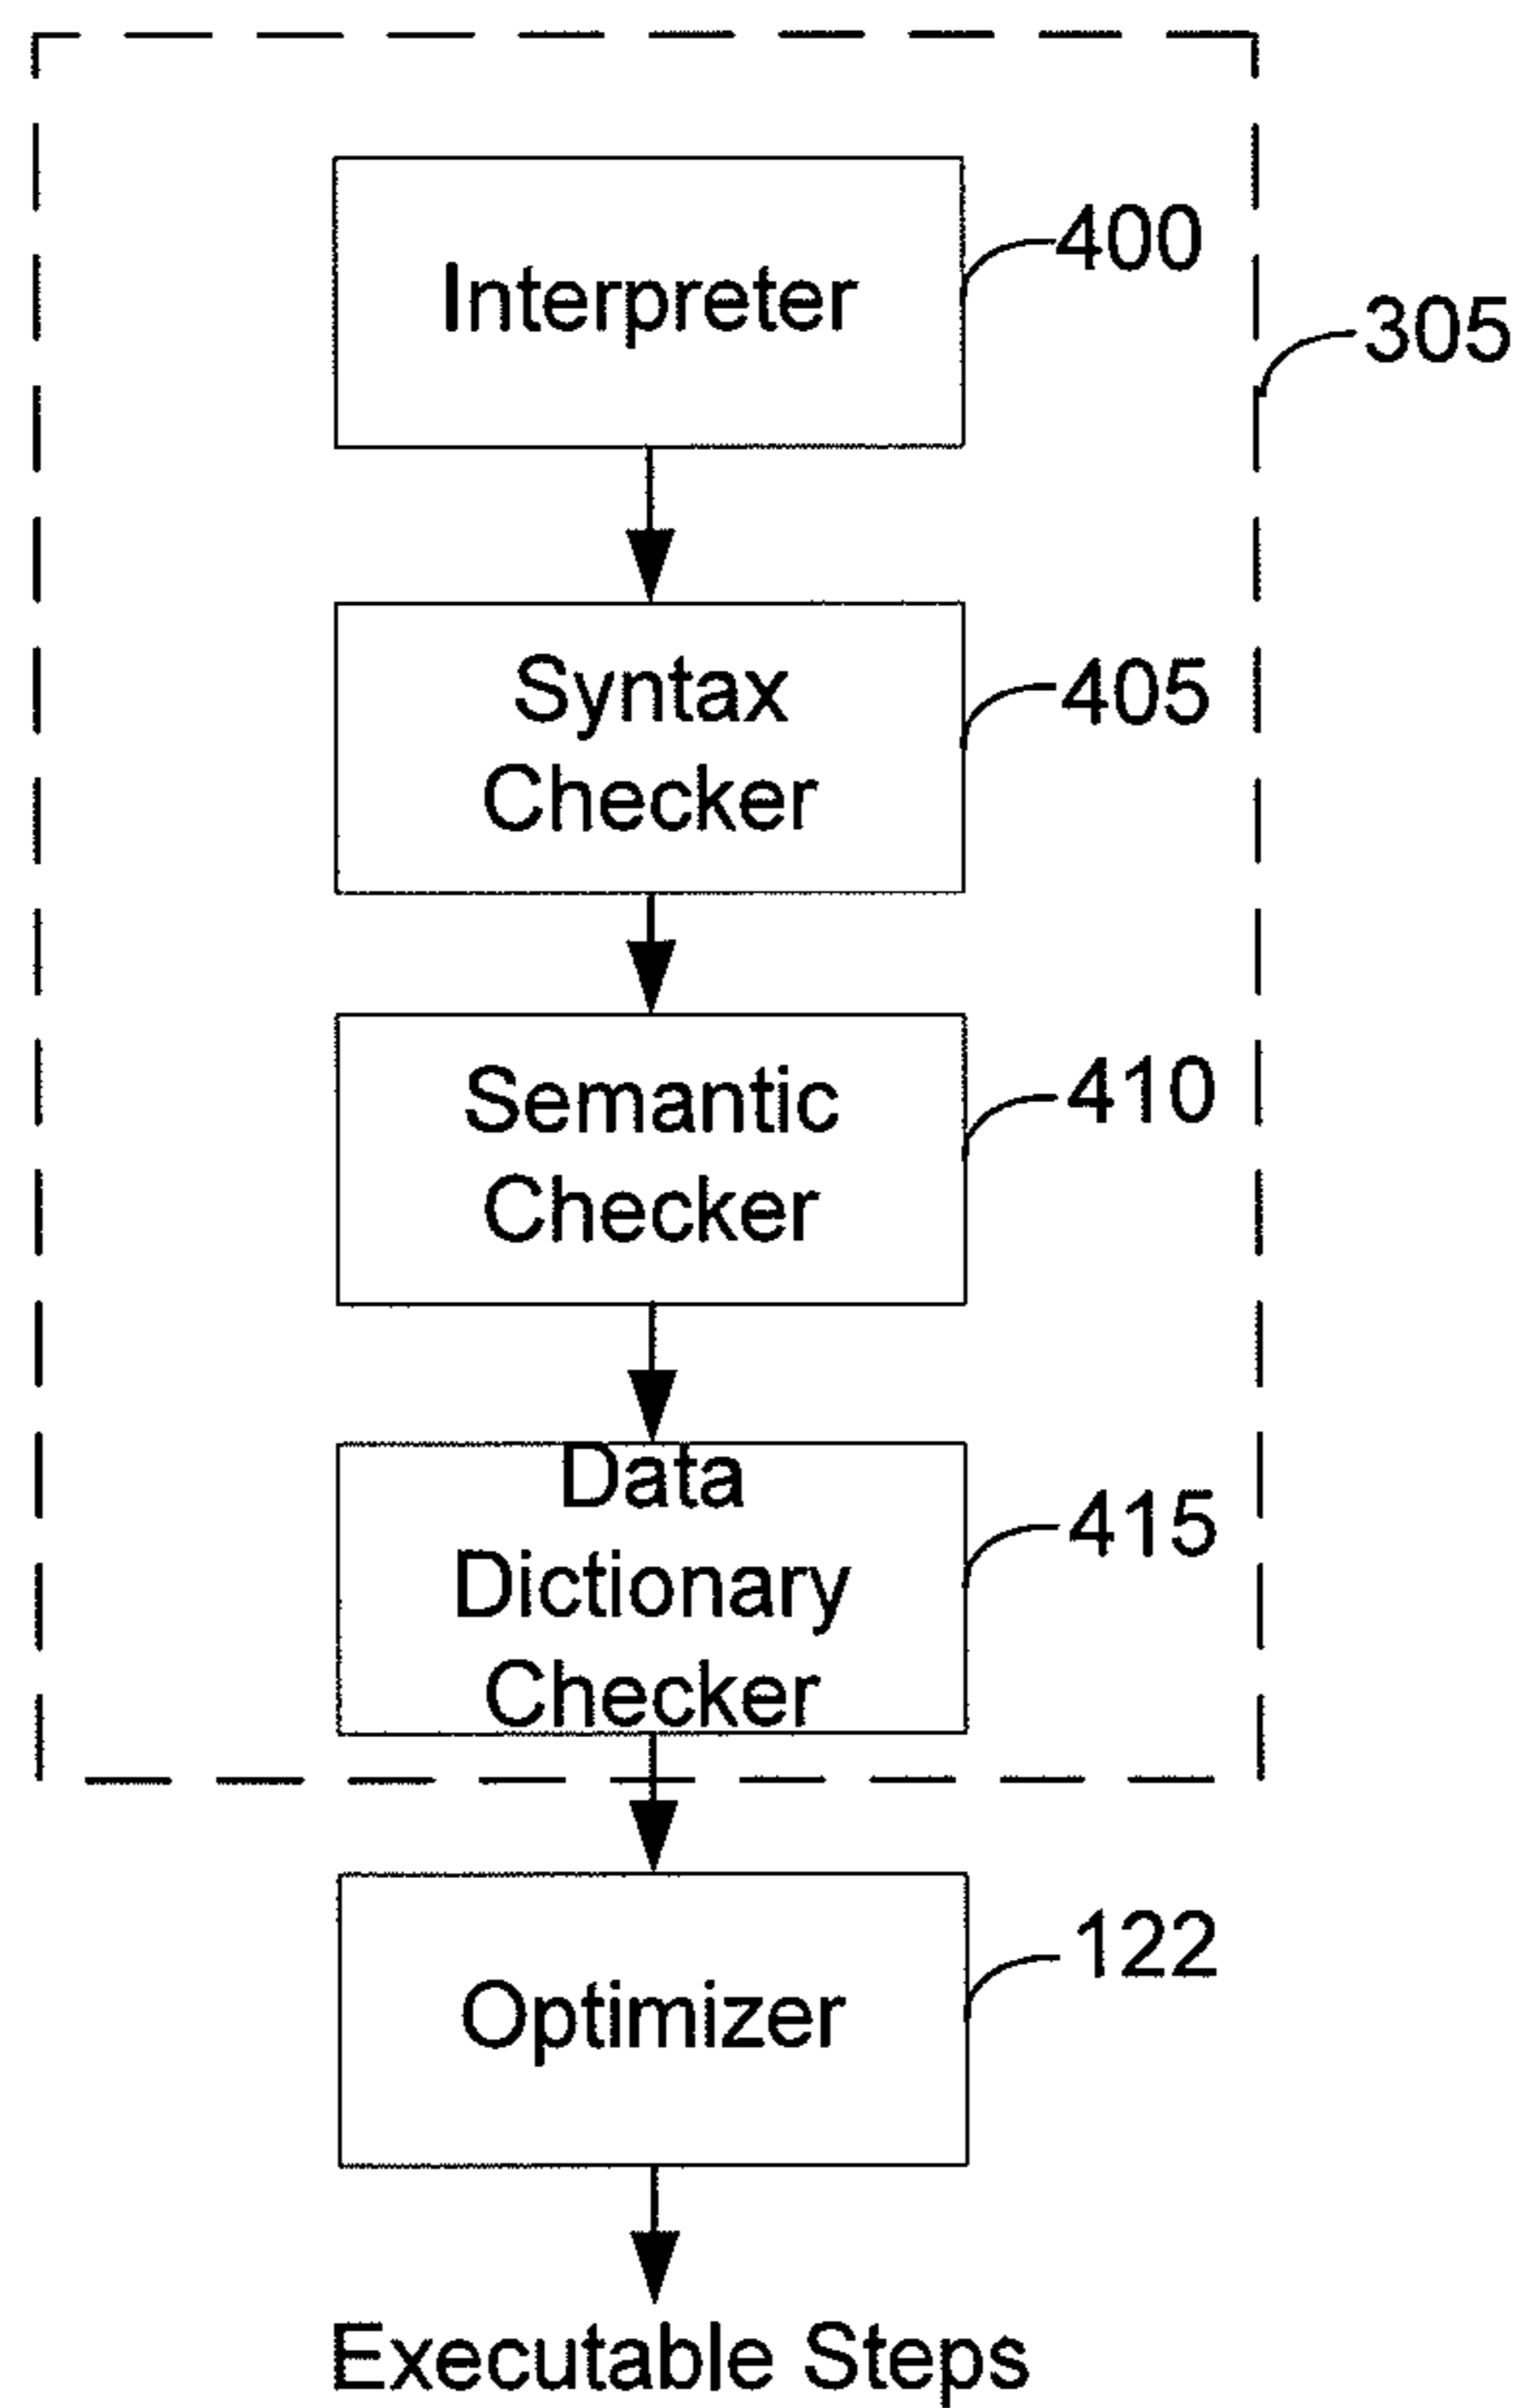 Interpreter
400
305
Syntax
Checker
405
Semantic
Checker
410
Data
Dictionary
Checker
415
Optimizer
122
Executable Steps